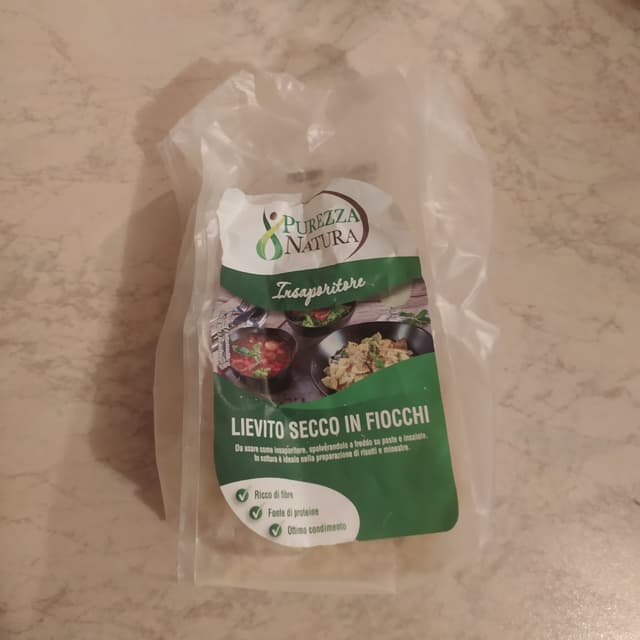 PUREZZA
NATURA
Insaporitore
LIEVITO SECCO IN FIOCCHI
Da usare come insaporitore, spolverandolo a freddo su paste e insalate.
In cottura è ideale nella preparazione di risotti e minestre.
Ricco di fibre
Fonte di proteine
Ottimo condimento